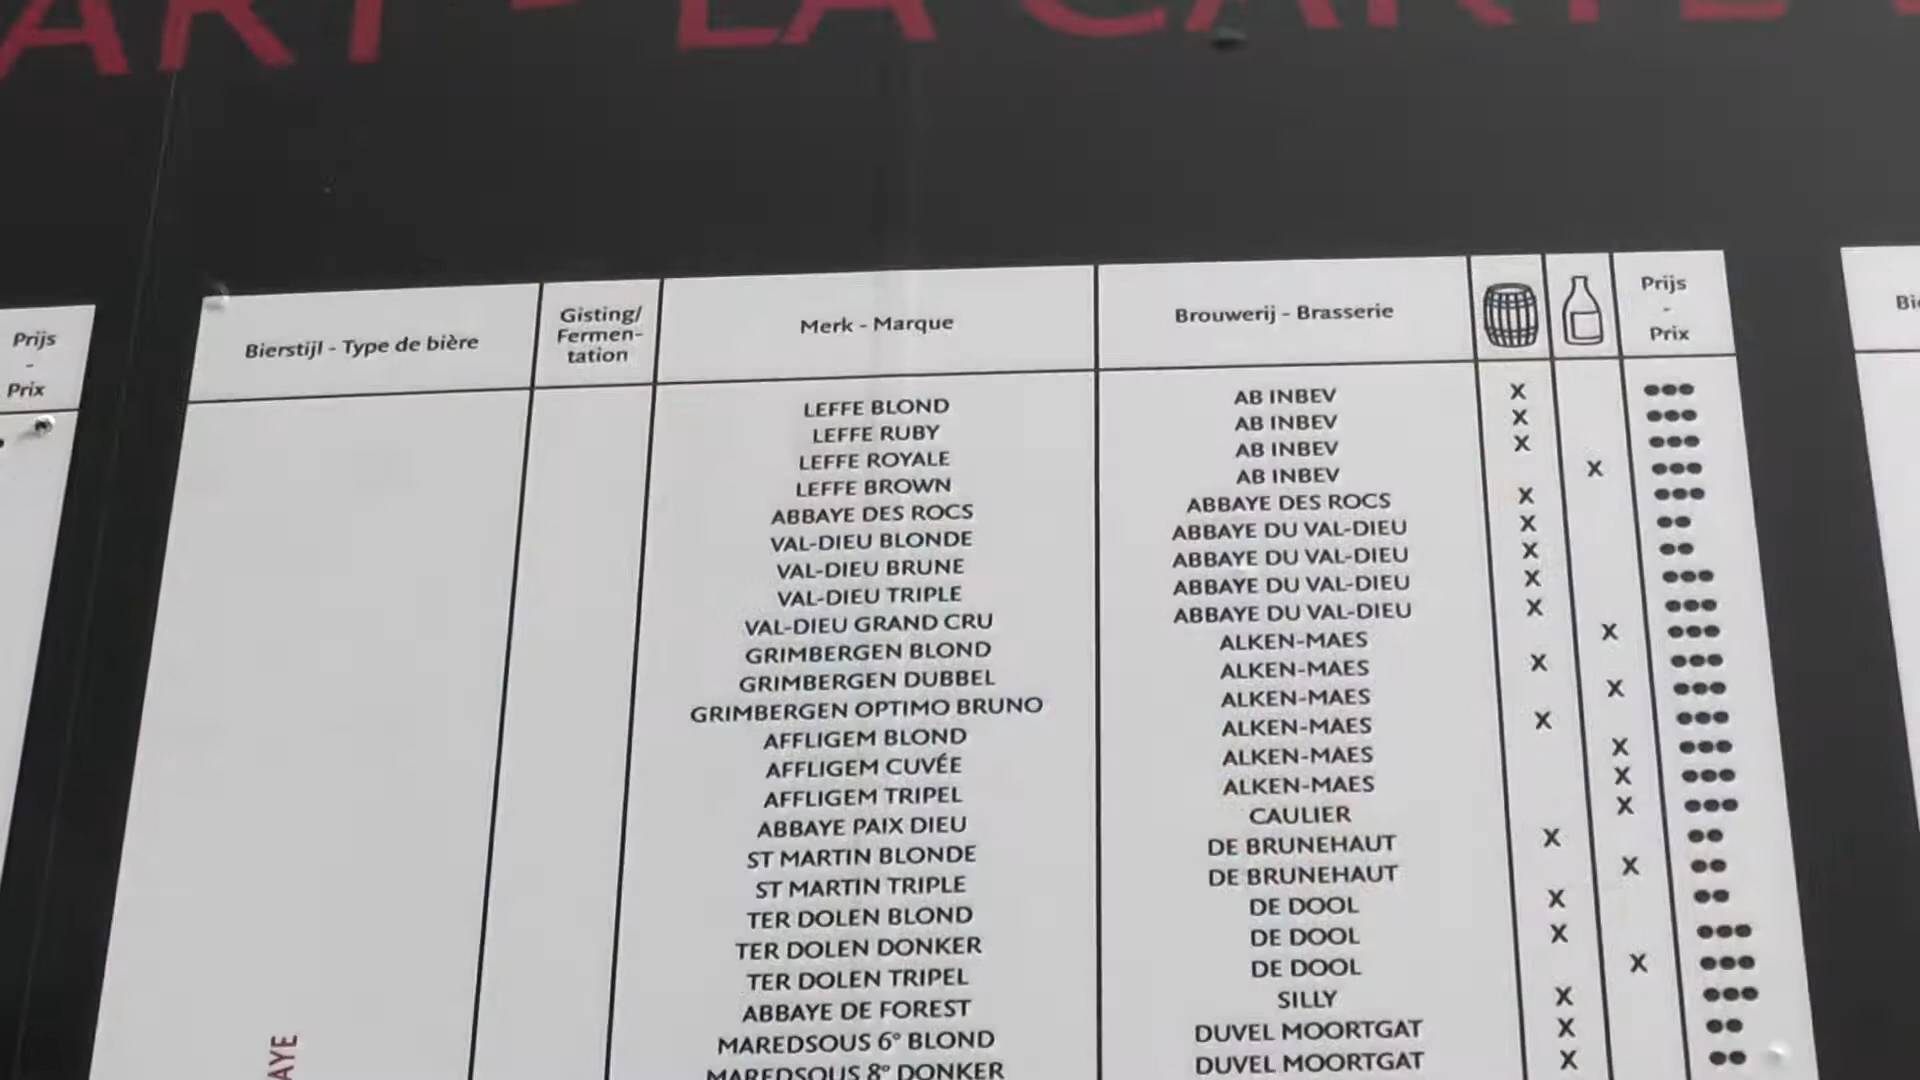 ART - LA CARTE
Prijs
-
Prix
Bierstijl - Type de bière
Gisting/
Fermen-
tation
Merk - Marque
Brouwerij - Brasserie
Prijs
-
Prix
LEFFE BLOND AB INBEV X ●●●
LEFFE RUBY AB INBEV X ●●●
LEFFE ROYALE AB INBEV X ●●●
LEFFE BROWN AB INBEV X ●●●
ABBAYE DES ROCS ABBAYE DES ROCS X ●●●
VAL-DIEU BLONDE ABBAYE DU VAL-DIEU X ●●
VAL-DIEU BRUNE ABBAYE DU VAL-DIEU X ●●
VAL-DIEU TRIPLE ABBAYE DU VAL-DIEU X ●●●
VAL-DIEU GRAND CRU ABBAYE DU VAL-DIEU X ●●●
GRIMBERGEN BLOND ALKEN-MAES X ●●●
GRIMBERGEN DUBBEL ALKEN-MAES X ●●●
GRIMBERGEN OPTIMO BRUNO ALKEN-MAES X ●●●
AFFLIGEM BLOND ALKEN-MAES X ●●●
AFFLIGEM CUVÉE ALKEN-MAES X ●●●
AFFLIGEM TRIPEL ALKEN-MAES X ●●●
ABBAYE PAIX DIEU CAULIER X ●●●
ST MARTIN BLONDE DE BRUNEHAUT X ●●
ST MARTIN TRIPLE DE BRUNEHAUT X ●●
TER DOLEN BLOND DE DOOL X ●●
TER DOLEN DONKER DE DOOL X ●●●
TER DOLEN TRIPEL DE DOOL X ●●●
ABBAYE DE FOREST SILLY X ●●●
MAREDSOUS 6° BLOND DUVEL MOORTGAT X ●●
MAREDSOUS 8° DONKER DUVEL MOORTGAT X ●●
AYE
Bi